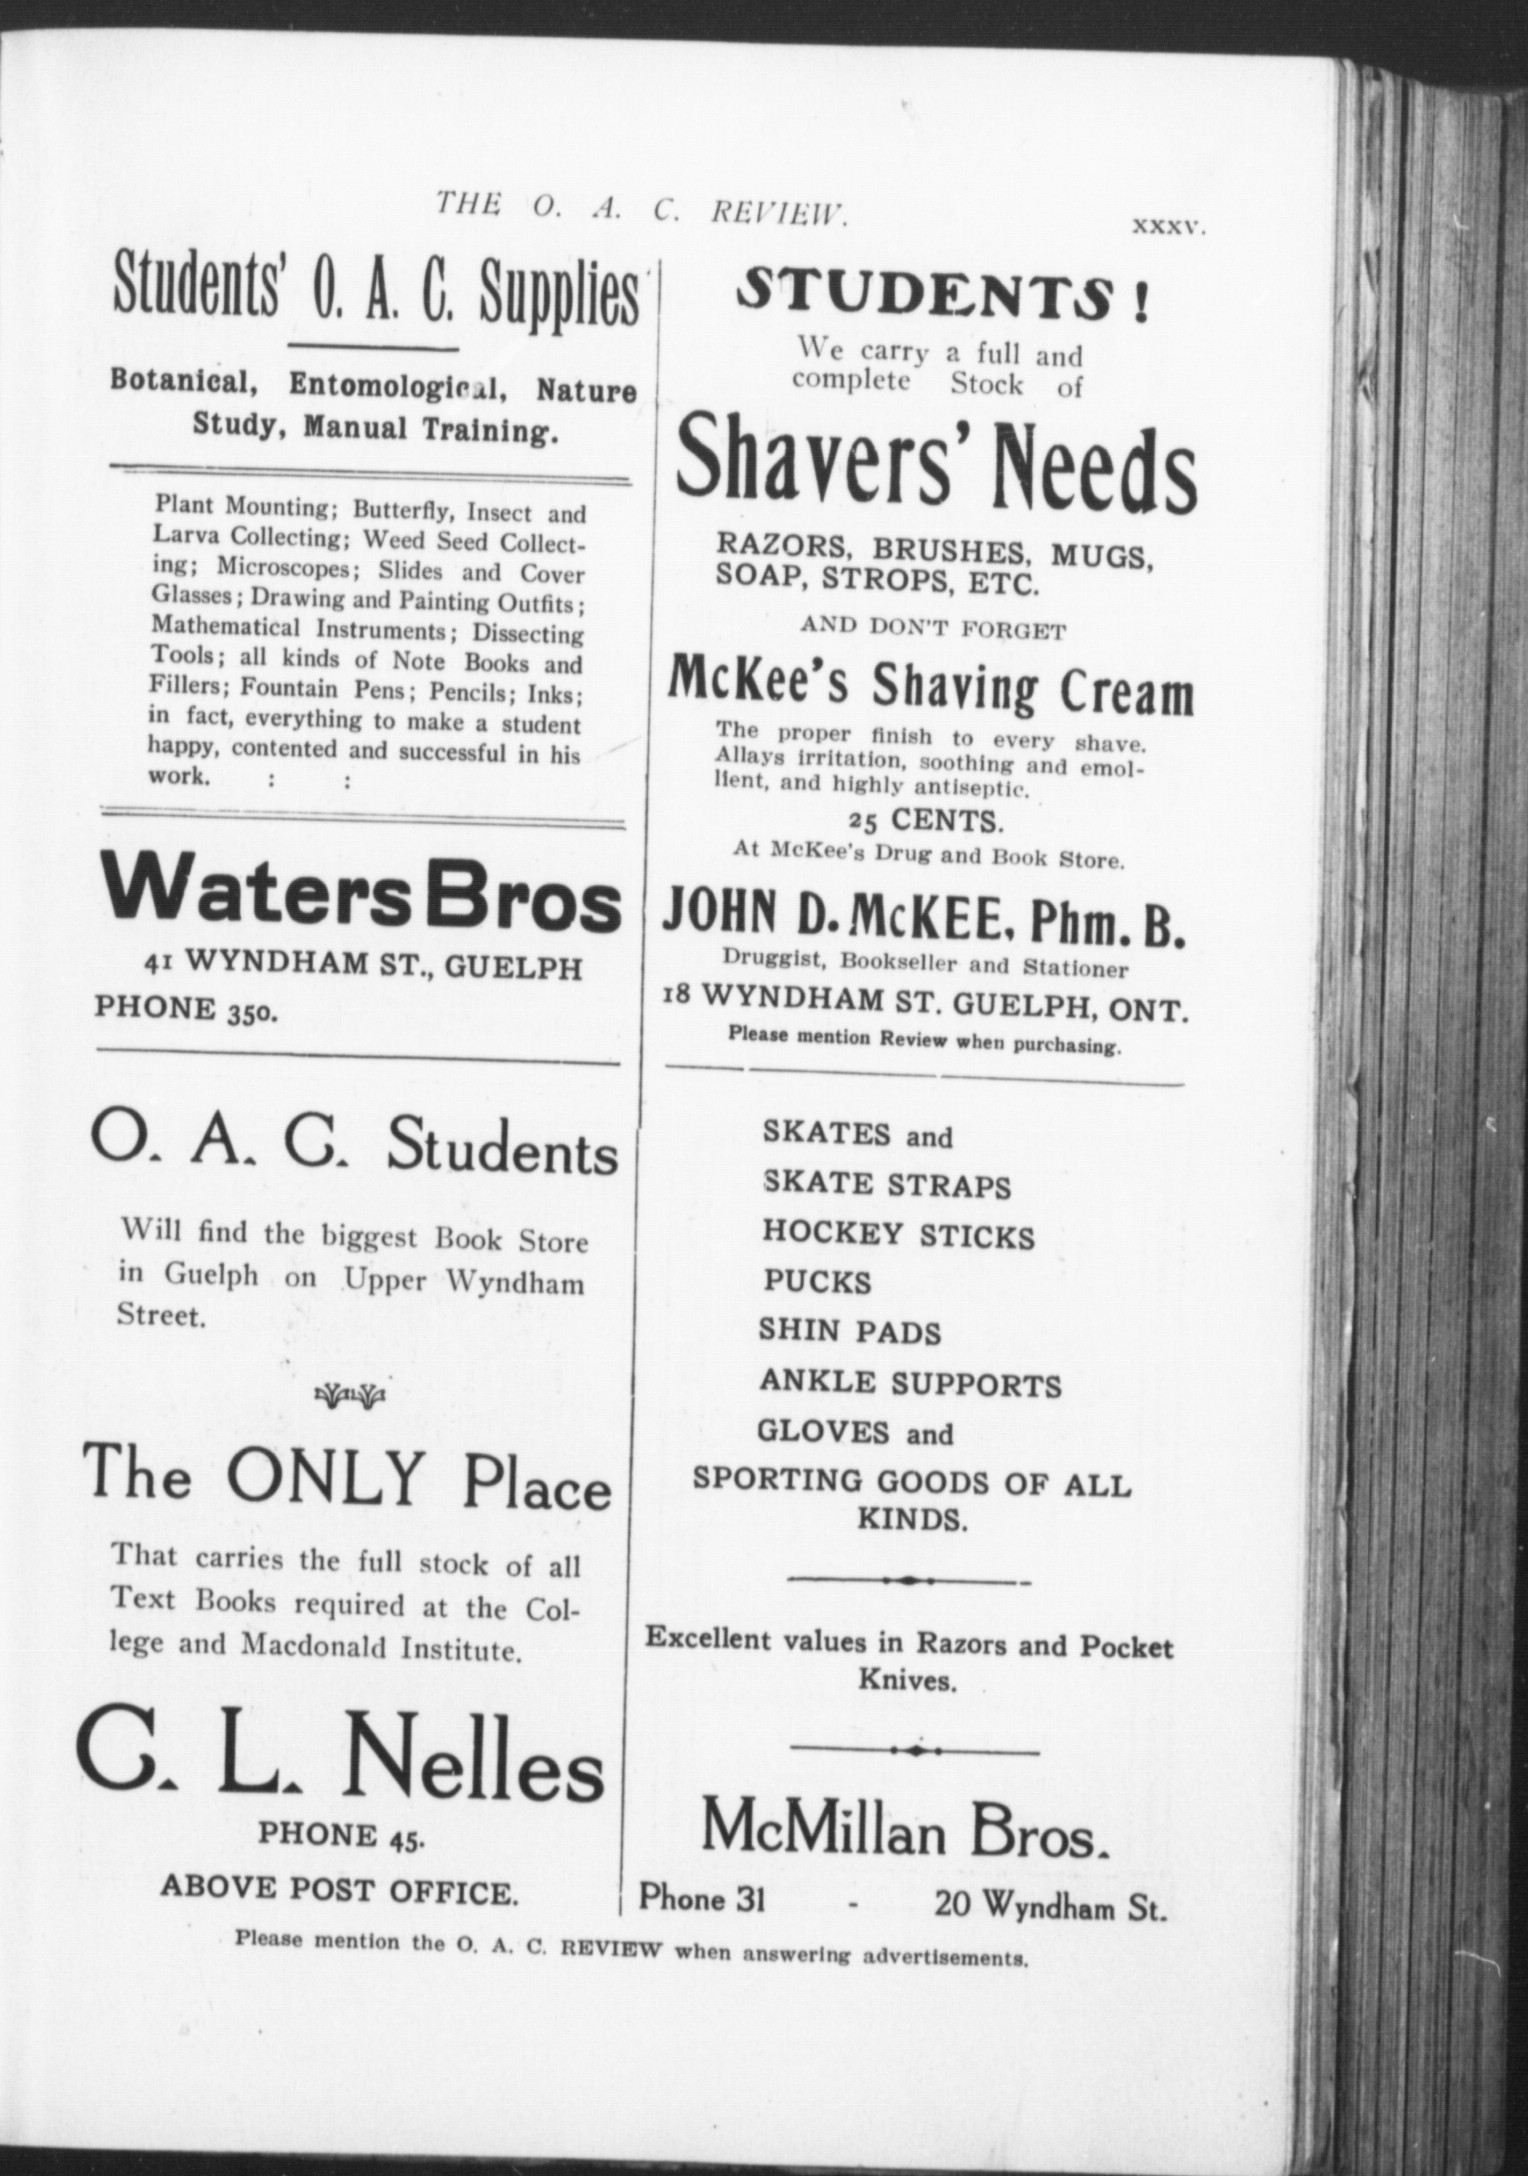 THE O. A. C. REVIEW.
xxxv.
Students' O. A. C. Supplies
Botanical, Entomological, Nature
Study, Manual Training.
Plant Mounting; Butterfly, Insect and
Larva Collecting; Weed Seed Collect-
ing; Microscopes; Slides and Cover
Glasses; Drawing and Painting Outfits;
Mathematical Instruments; Dissecting
Tools; all kinds of Note Books and
Fillers; Fountain Pens; Pencils; Inks;
in fact, everything to make a student
happy, contented and successful in his
work. : :
Waters Bros
41 WYNDHAM ST., GUELPH
PHONE 350.
O. A. C. Students
Will find the biggest Book Store
in Guelph on Upper Wyndham
Street.
The ONLY Place
That carries the full stock of all
Text Books required at the Col-
lege and Macdonald Institute.
C. L. Nelles
PHONE 45.
ABOVE POST OFFICE.
STUDENTS!
We carry a full and
complete Stock of
Shavers' Needs
RAZORS, BRUSHES, MUGS,
SOAP, STROPS, ETC.
AND DON'T FORGET
McKee's Shaving Cream
The proper finish to every shave.
Allays irritation, soothing and emol-
lient, and highly antiseptic.
25 CENTS.
At McKee's Drug and Book Store.
JOHN D. McKEE, Phm. B.
Druggist, Bookseller and Stationer
18 WYNDHAM ST. GUELPH, ONT.
Please mention Review when purchasing.
SKATES and
SKATE STRAPS
HOCKEY STICKS
PUCKS
SHIN PADS
ANKLE SUPPORTS
GLOVES and
SPORTING GOODS OF ALL
KINDS.
Excellent values in Razors and Pocket
Knives.
McMillan Bros.
Phone 31 - 20 Wyndham St.
Please mention the O. A. C. REVIEW when answering advertisements.